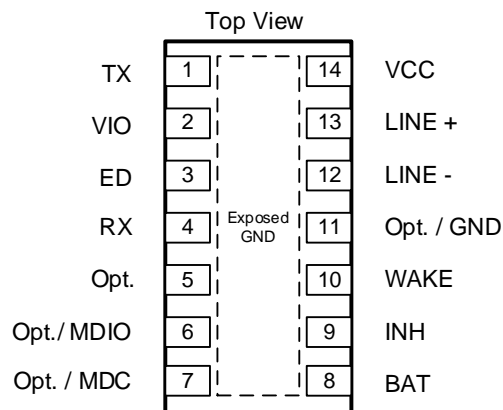 Top View
TX 1 14 VCC
VIO 2 13 LINE +
ED 3 12 LINE -
RX 4 Exposed GND 11 Opt. / GND
Opt. 5 10 WAKE
Opt./ MDIO 6 9 INH
Opt. / MDC 7 8 BAT